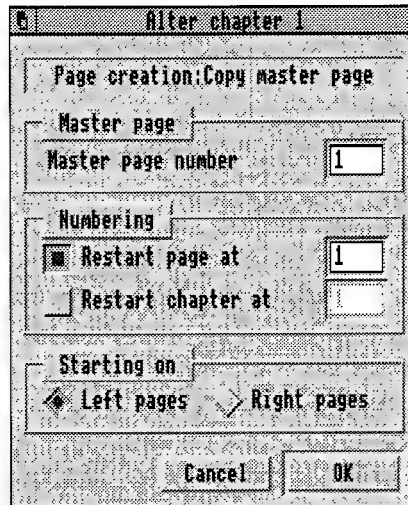 Alter chapter 1
Page creation:Copy master page
Master page
Master page number 1
Numbering
Restart page at 1
Restart chapter at 1
Starting on
Left pages Right pages
Cancel OK